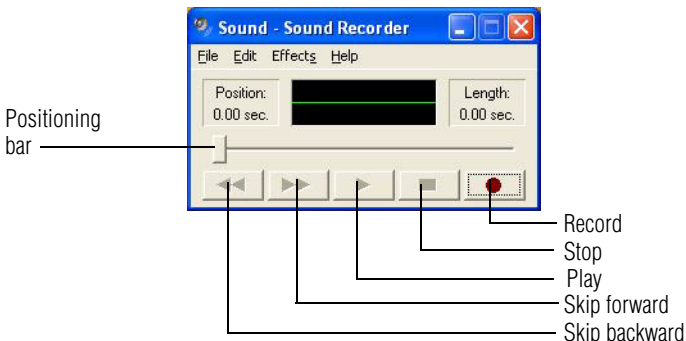 Sound - Sound Recorder
File Edit Effects Help
Position:
0.00 sec.
Length:
0.00 sec.
Positioning
bar
Record
Stop
Play
Skip forward
Skip backward